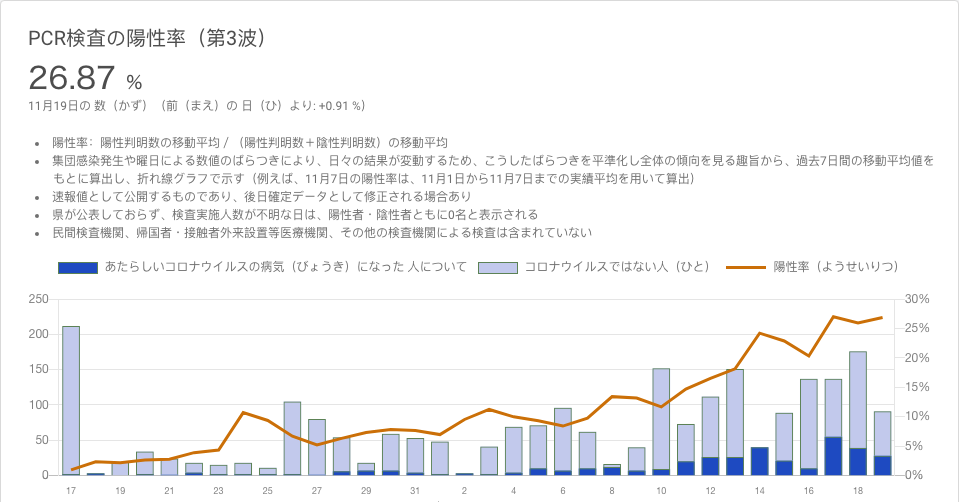 PCR検査の陽性率（第3波）
26.87 %
11月19日の 数（かず）（前（まえ）の 日（ひ）より: +0.91 %）
• 陽性率： 陽性判明数の移動平均 / （陽性判明数＋陰性判明数）の移動平均
• 集団感染発生や曜日による数値のばらつきにより、日々の結果が変動するため、こうしたばらつきを平準化し全体の傾向を見る趣旨から、過去7日間の移動平均値を
もとに算出し、折れ線グラフで示す（例えば、11月7日の陽性率は、11月1日から11月7日までの実績平均を用いて算出）
• 速報値として公開するものであり、後日確定データとして修正される場合あり
• 県が公表しておらず、検査実施人数が不明な日は、陽性者・陰性者ともに0名と表示される
• 民間検査機関、帰国者・接触者外来設置等医療機関、その他の検査機関による検査は含まれていない
あたらしいコロナウイルスの病気（びょうき）になった 人について コロナウイルスではない人（ひと） 陽性率（ようせいりつ）
250 30%
25%
200
20%
150
15%
100
10%
50
5%
0 0%
17 19 21 23 25 27 29 31 2 4 6 8 10 12 14 16 18